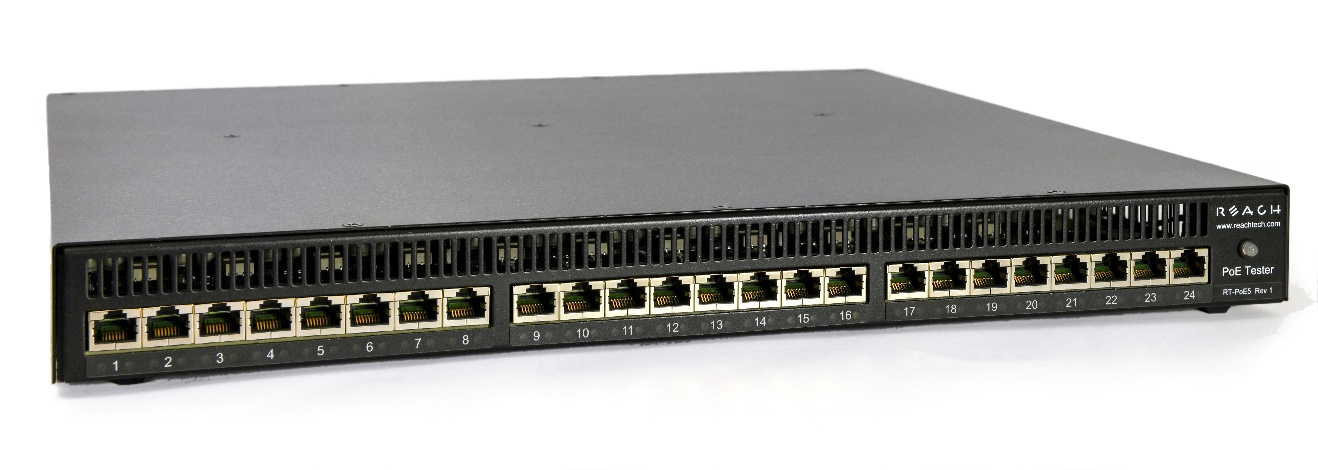 REACH
www.reachtech.com
PoE Tester
RT-PoE5 Rev 1
1 2 3 4 5 6 7 8 9 10 11 12 13 14 15 16 17 18 19 20 21 22 23 24